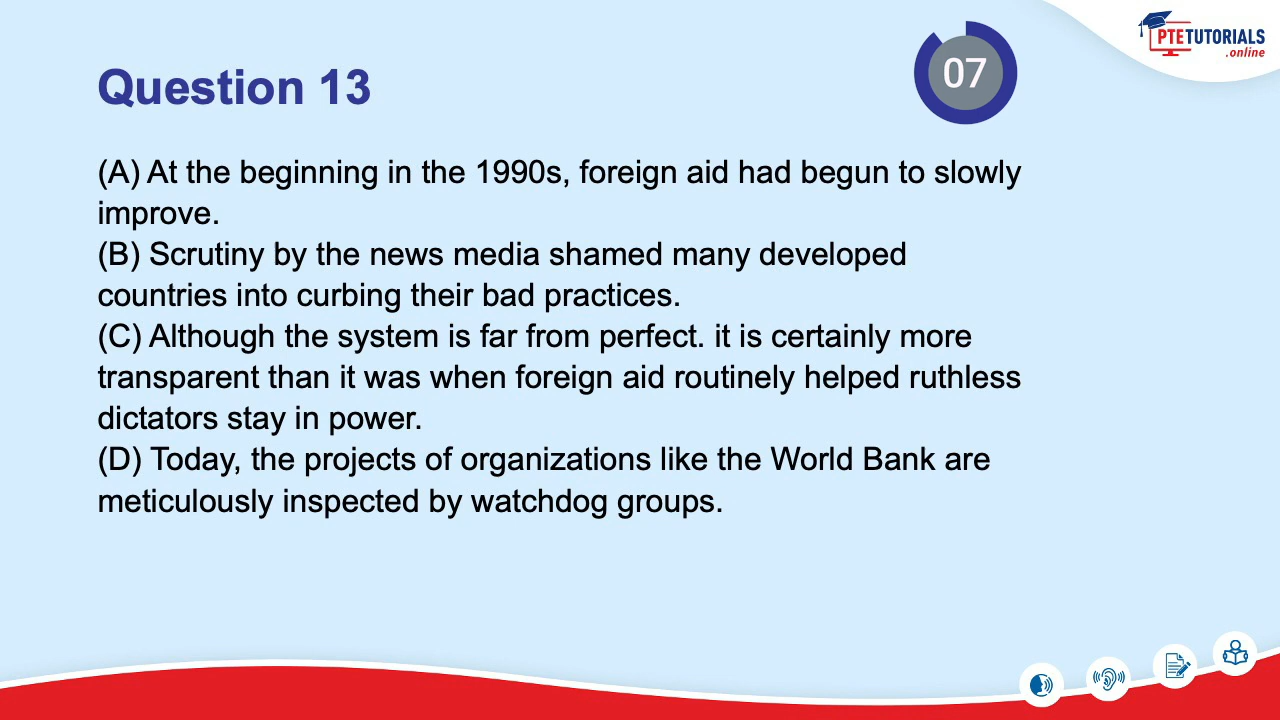 PTETUTORIALS
.online
Question 13
07
(A) At the beginning in the 1990s, foreign aid had begun to slowly
improve.
(B) Scrutiny by the news media shamed many developed
countries into curbing their bad practices.
(C) Although the system is far from perfect. it is certainly more
transparent than it was when foreign aid routinely helped ruthless
dictators stay in power.
(D) Today, the projects of organizations like the World Bank are
meticulously inspected by watchdog groups.